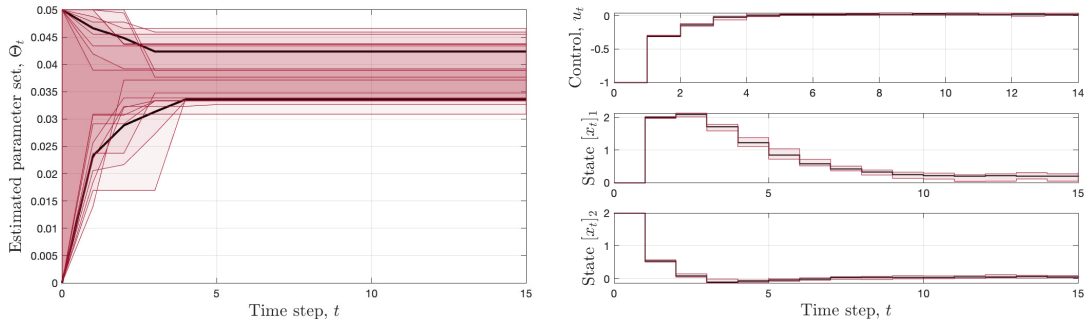 Estimated parameter set, Θt
0.05
0.045
0.04
0.035
0.03
0.025
0.02
0.015
0.01
0.005
0
0 5 10 15
Time step, t
Control, ut
0
-0.5
-1
0 2 4 6 8 10 12 14
State [xt]1
2
1
0
5 10 15
State [xt]2
2
1
0
0 5 10 15
Time step, t